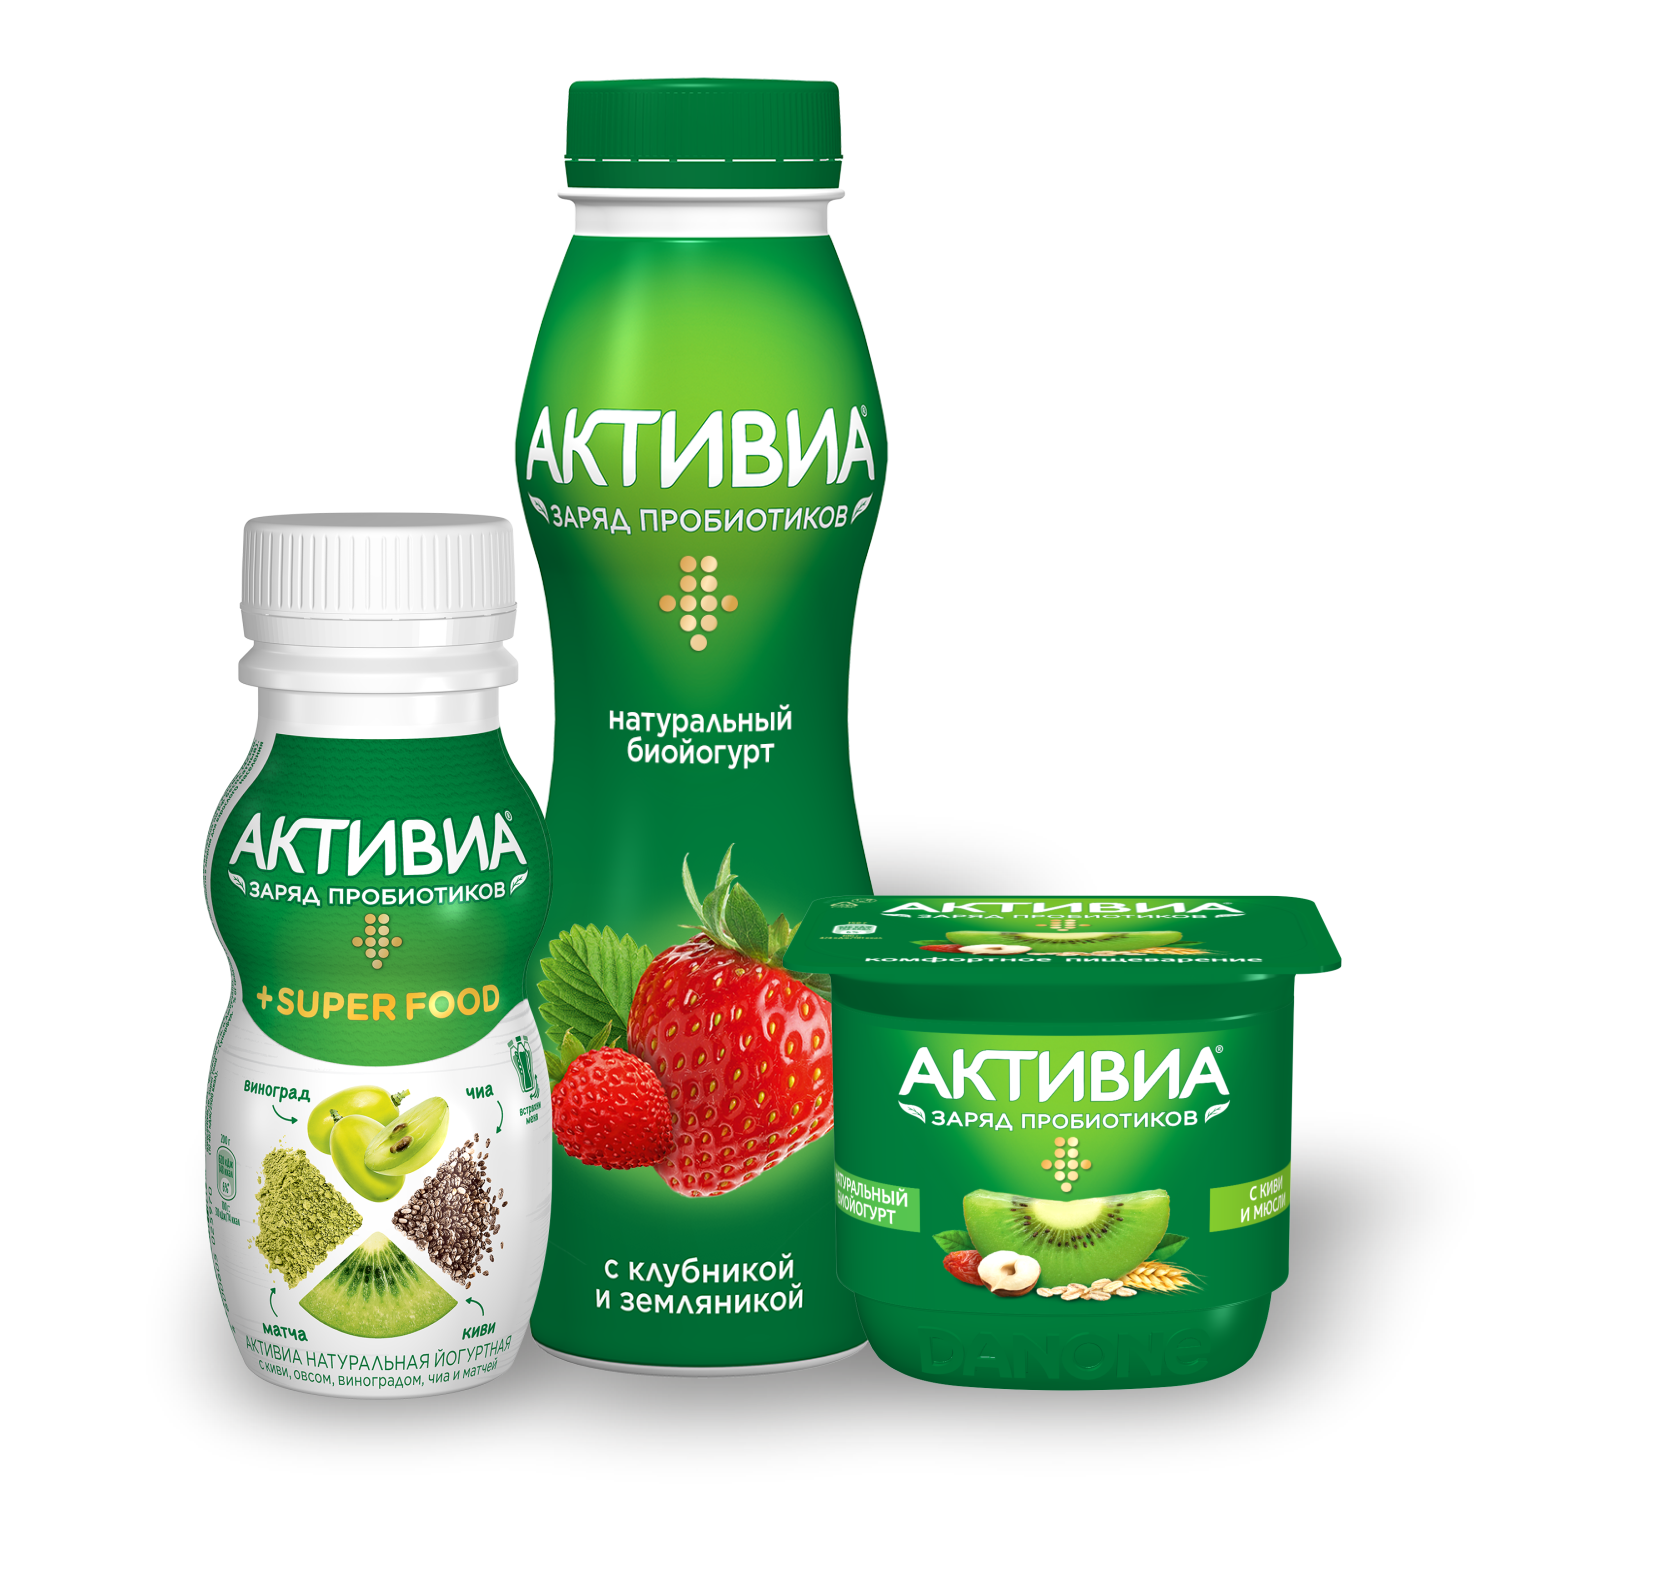 АКТИВИА®
ЗАРЯД ПРОБИОТИКОВ
натуральный
биойогурт
с клубникой
и земляникой
АКТИВИА®
ЗАРЯД ПРОБИОТИКОВ
+SUPER FOOD
виноград
чиа
матча
киви
АКТИВИА НАТУРАЛЬНАЯ ЙОГУРТНАЯ
с киви, овсом, виноградом, чиа и матчей
АКТИВИА
ЗАРЯД ПРОБИОТИКОВ
комфортное пищеварение
АКТИВИА®
ЗАРЯД ПРОБИОТИКОВ
НАТУРАЛЬНЫЙ
БИОЙОГУРТ
С КИВИ
И МЮСЛИ
DANONE